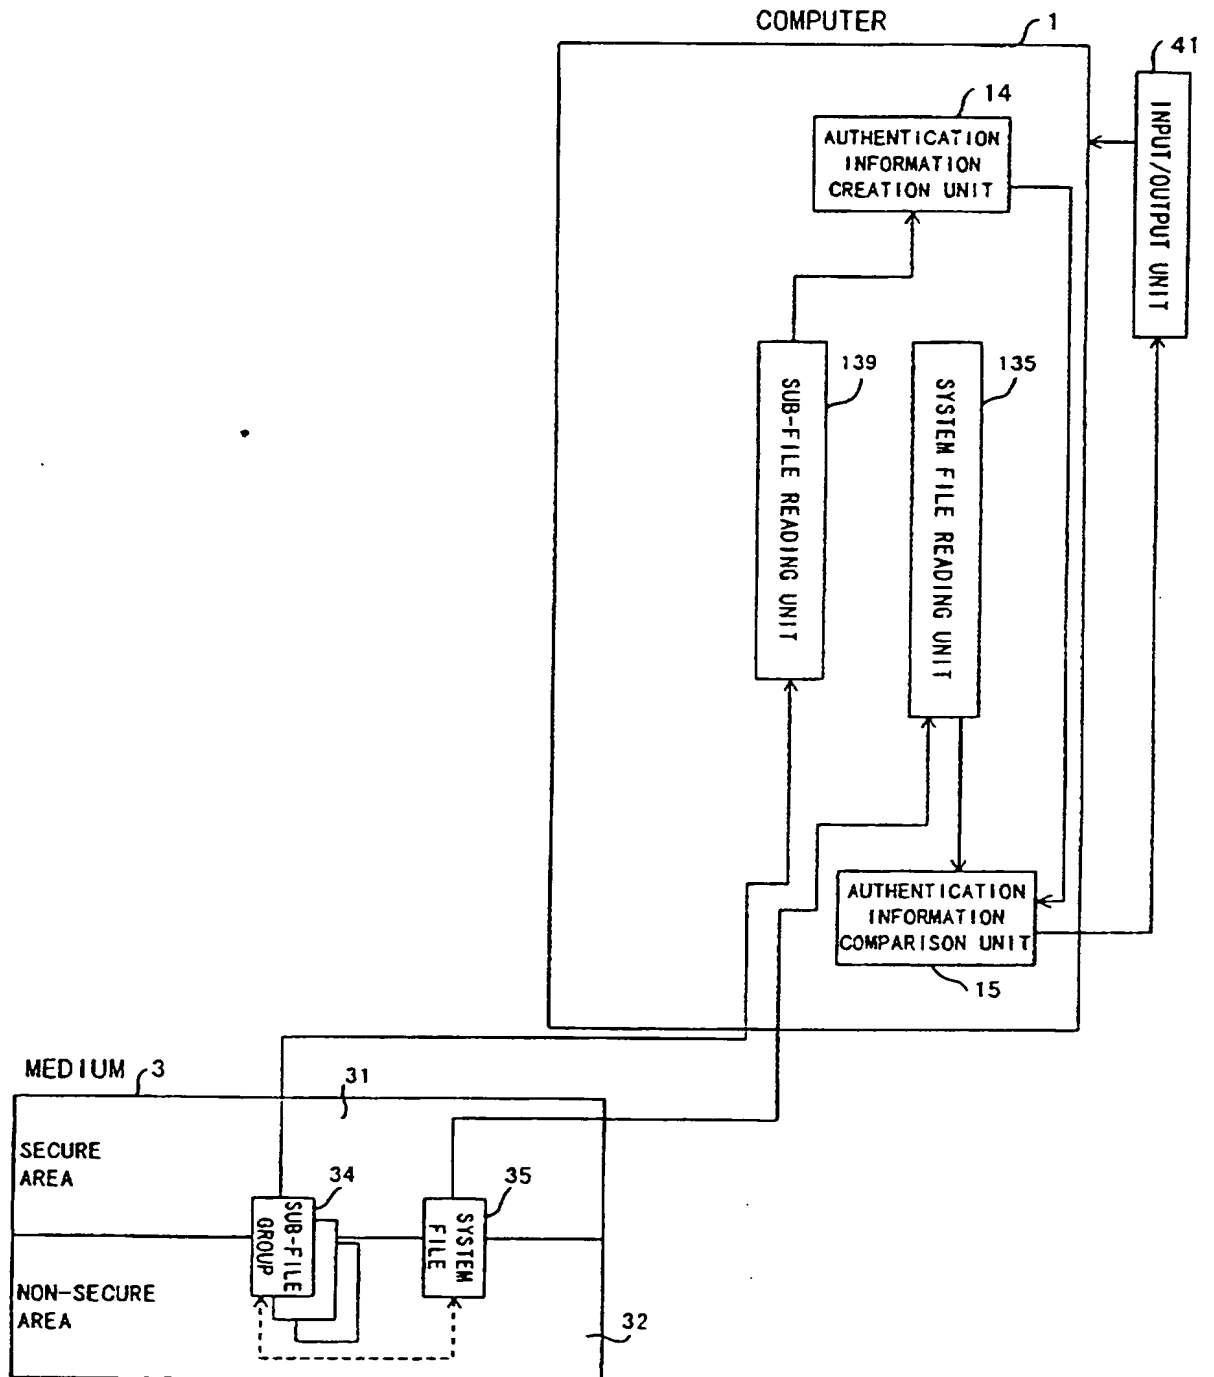 COMPUTER
1
41
14
AUTHENTICATION
INFORMATION
CREATION UNIT
INPUT/OUTPUT UNIT
139
135
SUB-FILE READING UNIT
SYSTEM FILE READING UNIT
AUTHENTICATION
INFORMATION
COMPARISON UNIT
15
MEDIUM
3
31
SECURE
AREA
34
35
SUB-FILE
GROUP
SYSTEM
FILE
NON-SECURE
AREA
32